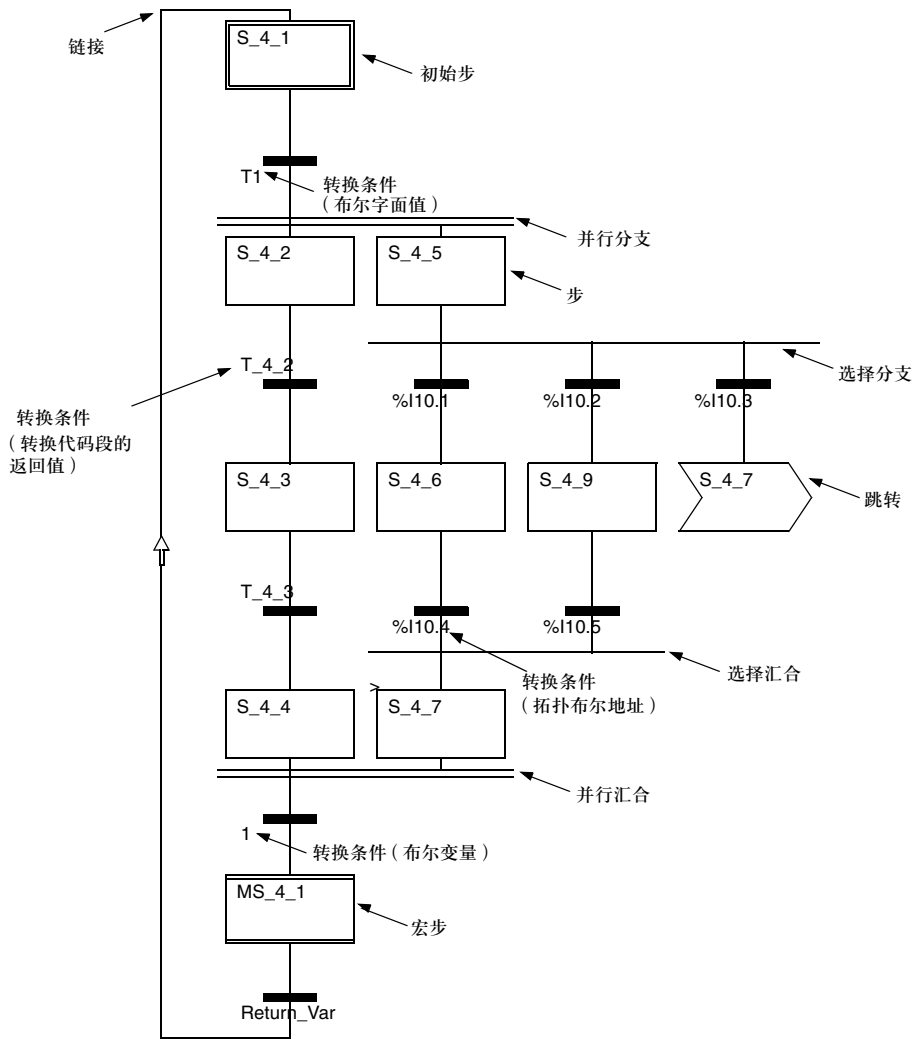 S_4_1
链接
初始步
T1
转换条件
（布尔字面值）
并行分支
S_4_2
S_4_5
步
T_4_2
选择分支
%I10.1
%I10.2
%I10.3
转换条件
（转换代码段的
返回值）
S_4_3
S_4_6
S_4_9
S_4_7
跳转
T_4_3
%I10.4
%I10.5
选择汇合
转换条件
（拓扑布尔地址）
>
S_4_4
S_4_7
并行汇合
1
转换条件（布尔变量）
MS_4_1
宏步
Return_Var